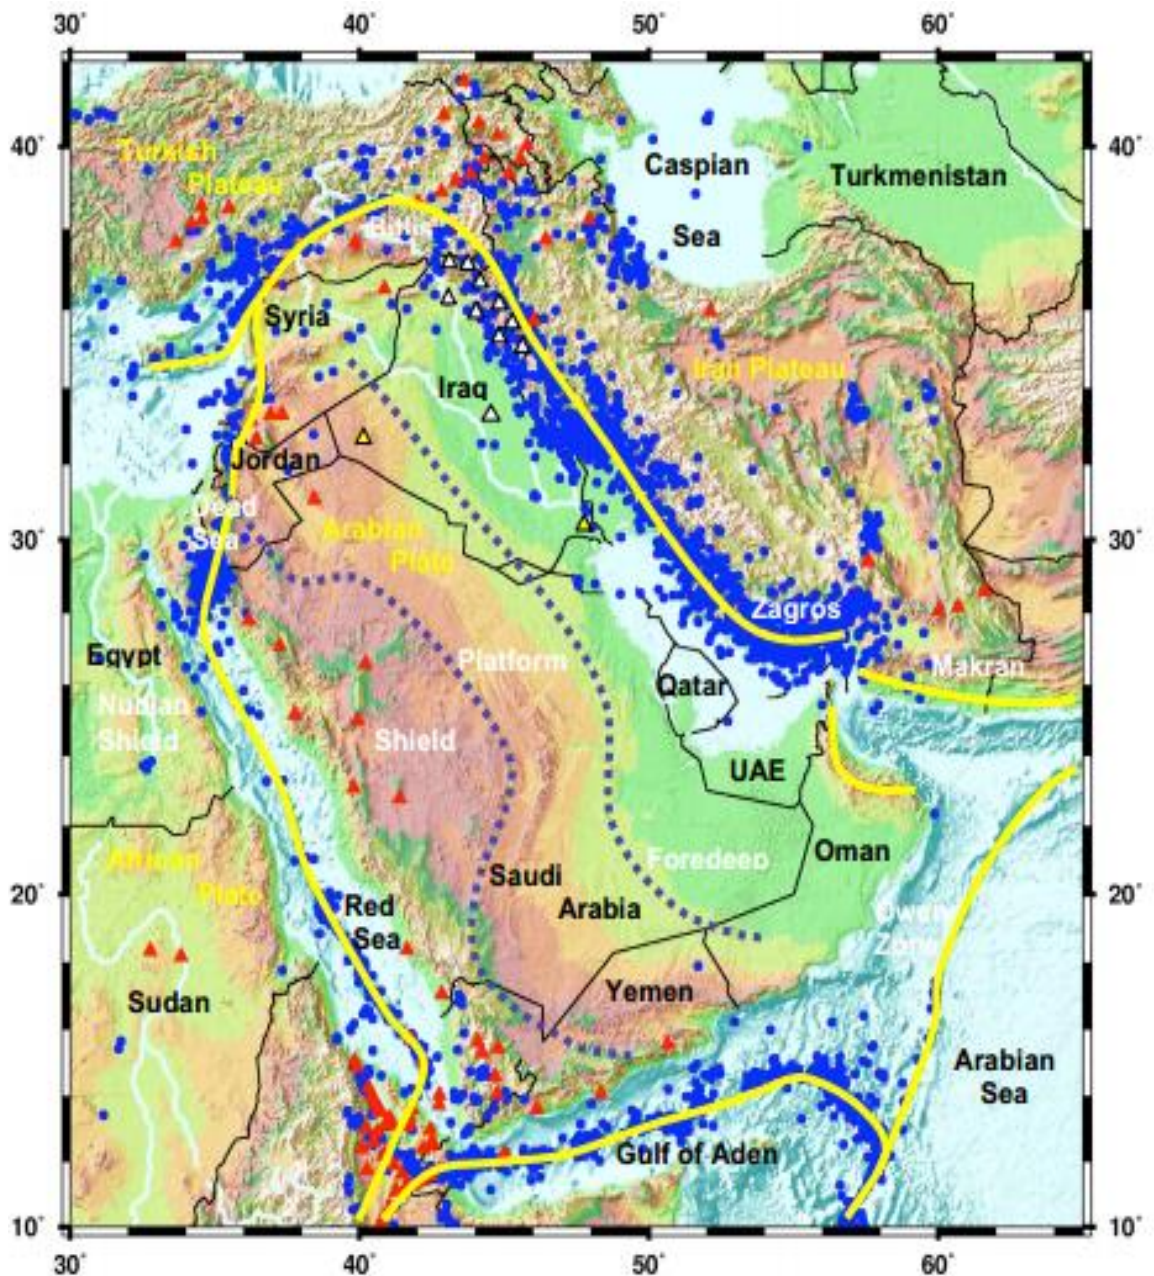 30°
40°
50°
60°
40°
Turkish
Plateau
Caspian
Sea
Turkmenistan
40°
Bitlis
Syria
Iraq
Iran Plateau
Jordan
Dead
Sea
30°
Arabian
Plate
30°
Zagros
Egypt
Platform
Qatar
Makran
Nubian
Shield
Shield
UAE
African
Plate
Foredeep
Oman
20°
Saudi
Arabia
20°
Red
Sea
Owen
Zone
Sudan
Yemen
Arabian
Sea
Gulf of Aden
10°
10°
30°
40°
50°
60°